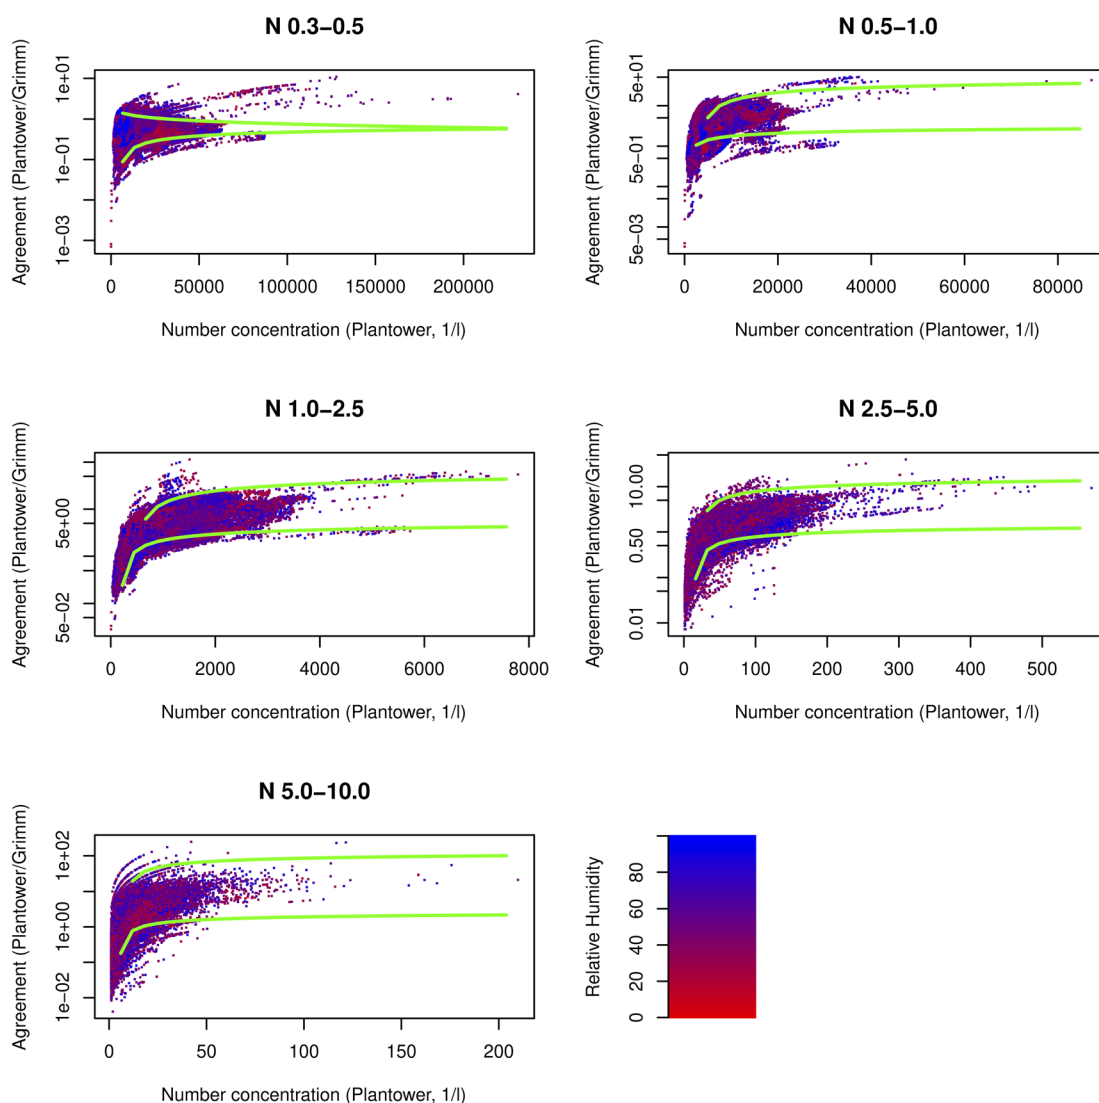 N 0.3−0.5
Agreement (Plantower/Grimm)
1e−03 1e−01 1e+01
0 50000 100000 150000 200000
Number concentration (Plantower, 1/l)
N 0.5−1.0
Agreement (Plantower/Grimm)
5e−03 5e−01 5e+01
0 20000 40000 60000 80000
Number concentration (Plantower, 1/l)
N 1.0−2.5
Agreement (Plantower/Grimm)
5e−02 5e+00
0 2000 4000 6000 8000
Number concentration (Plantower, 1/l)
N 2.5−5.0
Agreement (Plantower/Grimm)
0.01 0.50 10.00
0 100 200 300 400 500
Number concentration (Plantower, 1/l)
N 5.0−10.0
Agreement (Plantower/Grimm)
1e−02 1e+00 1e+02
0 50 100 150 200
Number concentration (Plantower, 1/l)
Relative Humidity
0 20 40 60 80